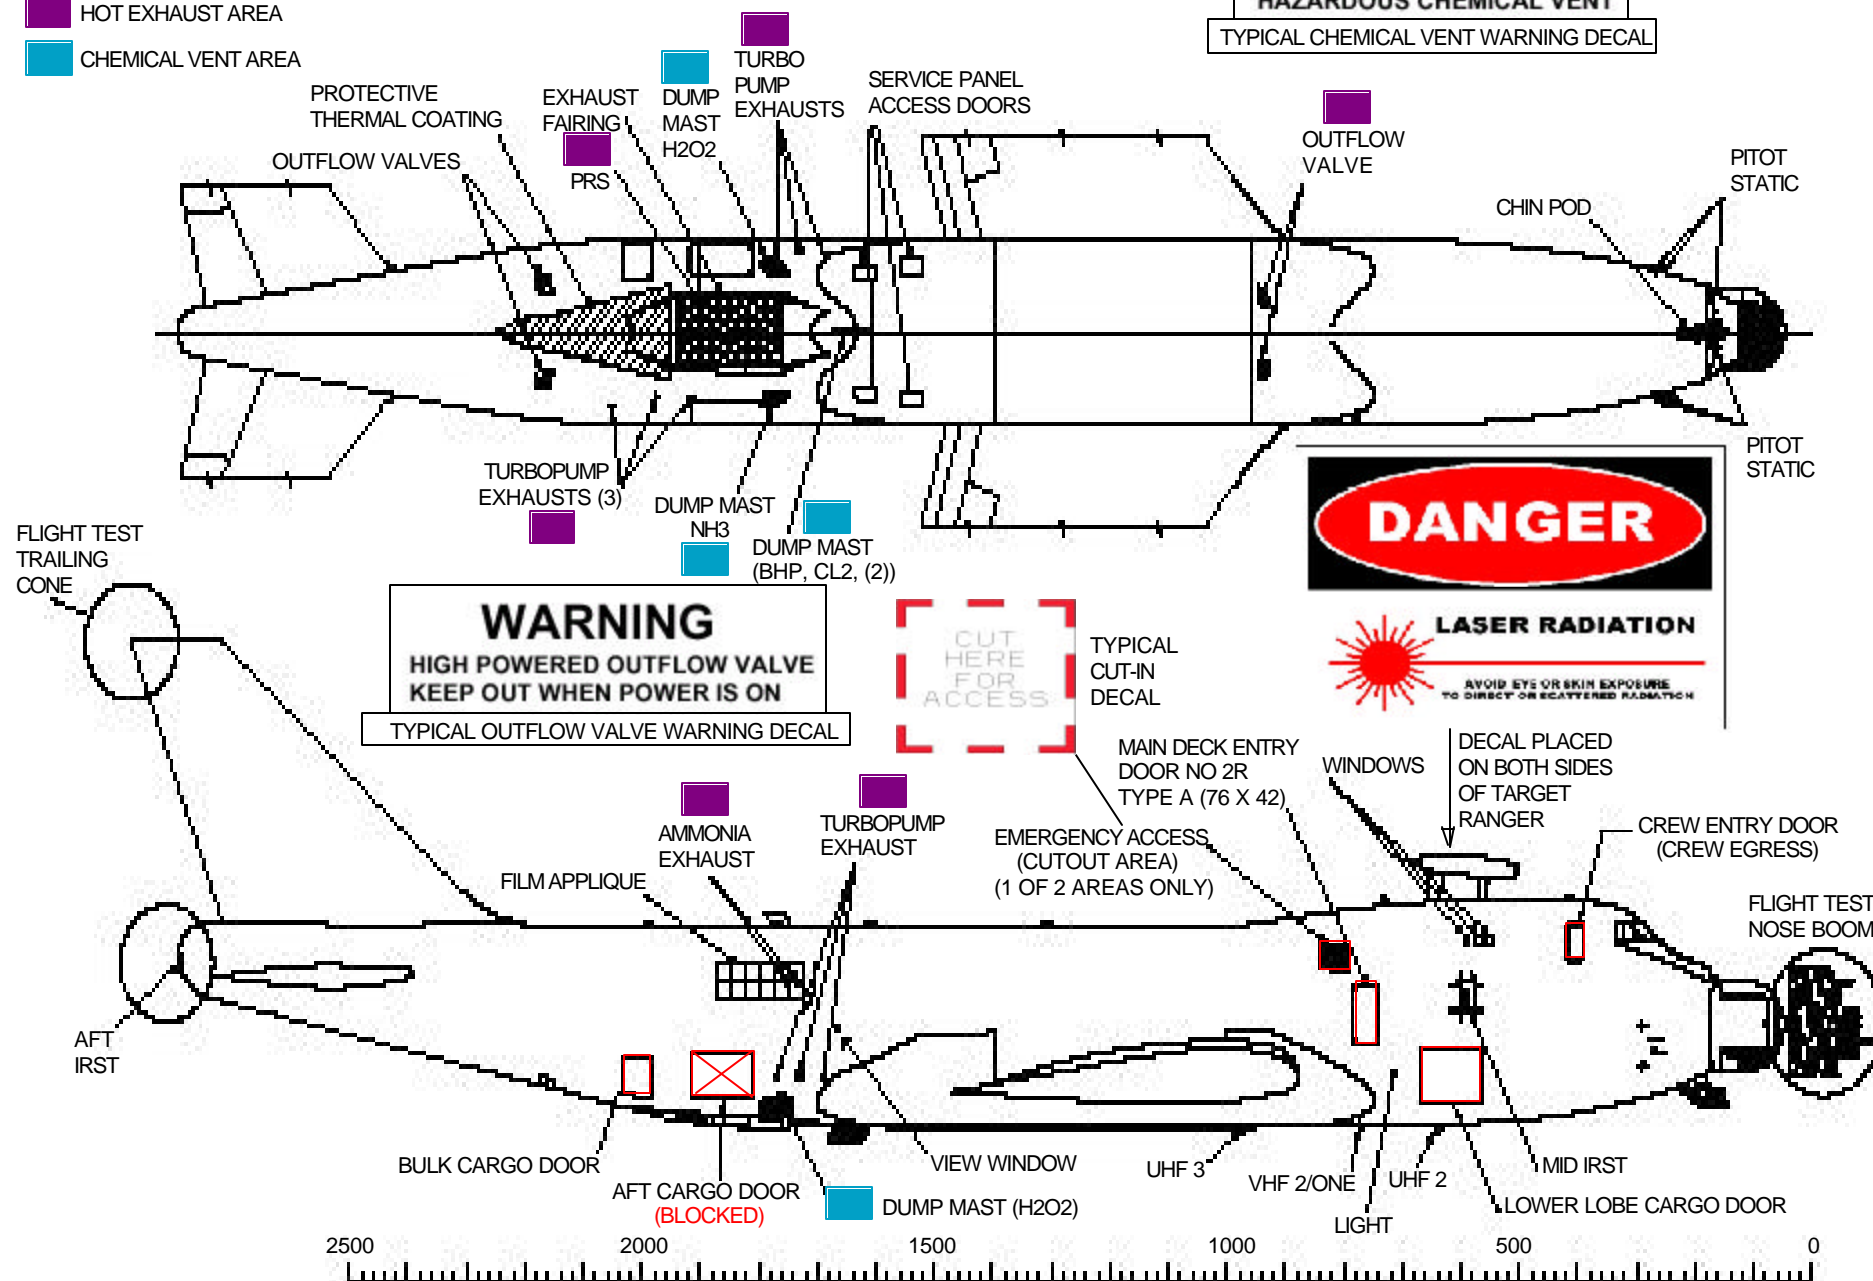 HOT EXHAUST AREA
CHEMICAL VENT AREA
HAZARDOUS CHEMICAL VENT
TYPICAL CHEMICAL VENT WARNING DECAL
PROTECTIVE
THERMAL COATING
OUTFLOW VALVES
EXHAUST
FAIRING
PRS
DUMP
MAST
H2O2
TURBO
PUMP
EXHAUSTS
SERVICE PANEL
ACCESS DOORS
OUTFLOW
VALVE
CHIN POD
PITOT
STATIC
PITOT
STATIC
TURBOPUMP
EXHAUSTS (3)
DUMP MAST
NH3
DUMP MAST
(BHP, CL2, (2))
FLIGHT TEST
TRAILING
CONE
WARNING
HIGH POWERED OUTFLOW VALVE
KEEP OUT WHEN POWER IS ON
TYPICAL OUTFLOW VALVE WARNING DECAL
CUT
HERE
FOR
ACCESS
TYPICAL
CUT-IN
DECAL
DANGER
LASER RADIATION
AVOID EYE OR SKIN EXPOSURE
TO DIRECT OR SCATTERED RADIATION
DECAL PLACED
ON BOTH SIDES
OF TARGET
RANGER
MAIN DECK ENTRY
DOOR NO 2R
TYPE A (76 X 42)
WINDOWS
EMERGENCY ACCESS
(CUTOUT AREA)
(1 OF 2 AREAS ONLY)
CREW ENTRY DOOR
(CREW EGRESS)
FLIGHT TEST
NOSE BOOM
AMMONIA
EXHAUST
TURBOPUMP
EXHAUST
FILM APPLIQUE
AFT
IRST
BULK CARGO DOOR
AFT CARGO DOOR
(BLOCKED)
DUMP MAST (H2O2)
VIEW WINDOW
UHF 3
VHF 2/ONE
LIGHT
UHF 2
MID IRST
LOWER LOBE CARGO DOOR
2500 2000 1500 1000 500 0